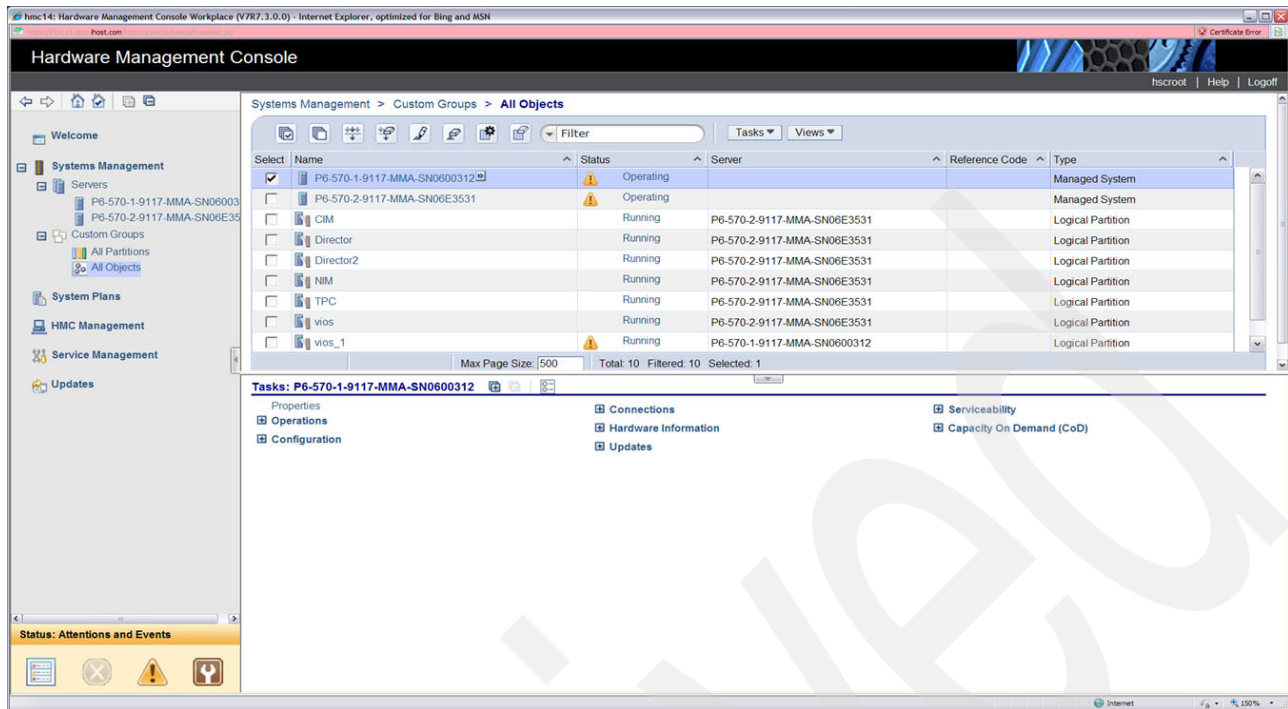 hmc14: Hardware Management Console Workplace (V7R7.3.0.0) - Internet Explorer, optimized for Bing and MSN
ihost.com
Certificate Error
Hardware Management Console
hscroot | Help | Logoff
Systems Management > Custom Groups > All Objects
Welcome
Systems Management
Servers
P6-570-1-9117-MMA-SN06003
P6-570-2-9117-MMA-SN06E35
Custom Groups
All Partitions
All Objects
System Plans
HMC Management
Service Management
Updates
Filter
Tasks
Views
Select Name Status Server Reference Code Type
P6-570-1-9117-MMA-SN0600312 Operating Managed System
P6-570-2-9117-MMA-SN06E3531 Operating Managed System
CIM Running P6-570-2-9117-MMA-SN06E3531 Logical Partition
Director Running P6-570-2-9117-MMA-SN06E3531 Logical Partition
Director2 Running P6-570-2-9117-MMA-SN06E3531 Logical Partition
NIM Running P6-570-2-9117-MMA-SN06E3531 Logical Partition
TPC Running P6-570-2-9117-MMA-SN06E3531 Logical Partition
vios Running P6-570-2-9117-MMA-SN06E3531 Logical Partition
vios_1 Running P6-570-1-9117-MMA-SN0600312 Logical Partition
Max Page Size: 500 Total: 10 Filtered: 10 Selected: 1
Tasks: P6-570-1-9117-MMA-SN0600312
Properties
Operations
Configuration
Connections
Hardware Information
Updates
Serviceability
Capacity On Demand (CoD)
Status: Attentions and Events
Internet
150%